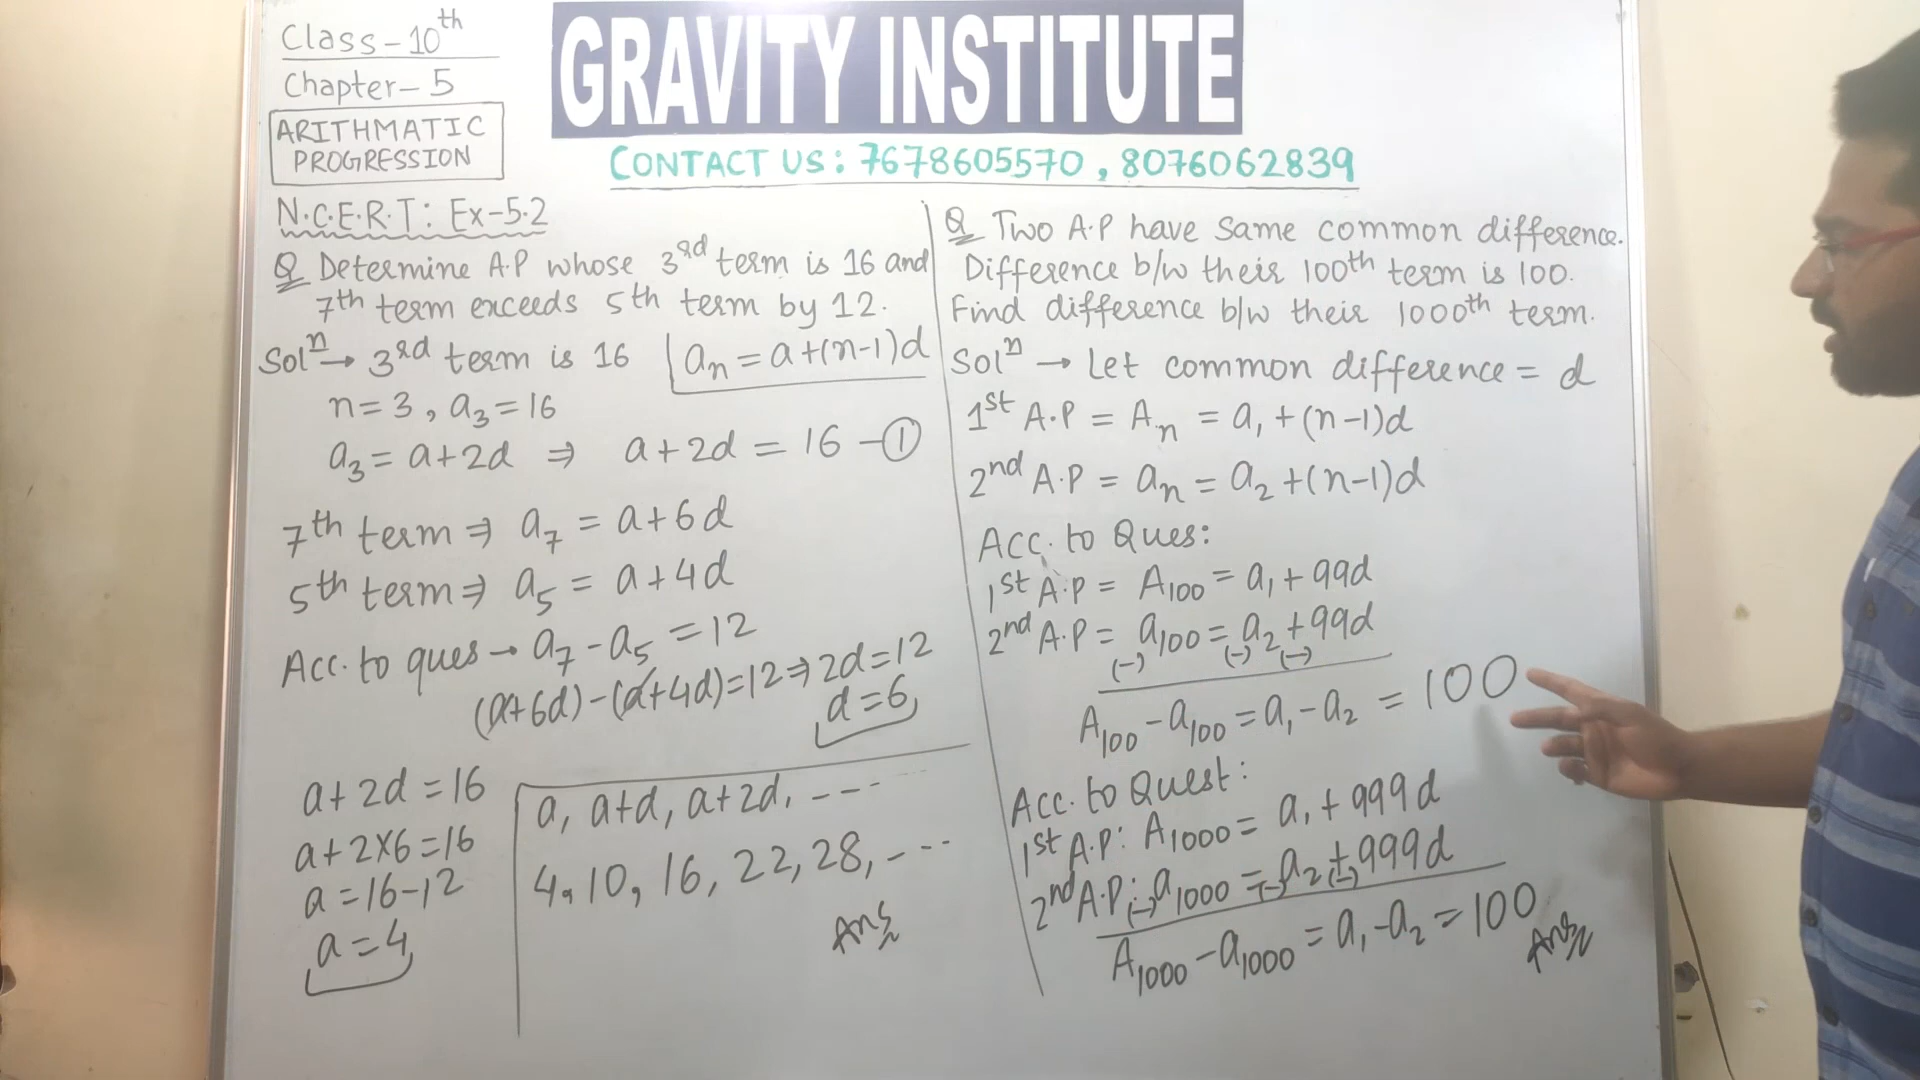 Class-10th
Chapter-5
ARITHMATIC
PROGRESSION
GRAVITY INSTITUTE
CONTACT US: 7678605570, 8076062839
N.C.E.R.T: Ex-5.2
Q Determine A.P whose 3rd term is 16 and
7th term exceeds 5th term by 12.
Solⁿ → 3rd term is 16
aₙ = a+(n-1)d
n=3, a₃=16
a₃ = a+2d ⇒ a+2d = 16 -①
7th term ⇒ a₇ = a+6d
5th term ⇒ a₅ = a+4d
Acc. to ques → a₇-a₅ = 12
(a+6d)-(a+4d)=12 ⇒ 2d=12
d=6
a+2d=16
a+2×6=16
a=16-12
a=4
a, a+d, a+2d, ---
4, 10, 16, 22, 28, ---
Ans
Q Two A.P have same common difference.
Difference b/w their 100th term is 100.
Find difference b/w their 1000th term.
Solⁿ → Let common difference = d
1st A.P = Aₙ = a₁+(n-1)d
2nd A.P = aₙ = a₂+(n-1)d
Acc. to Ques:
1st A.P = A₁₀₀ = a₁+99d
2nd A.P = a₁₀₀ = a₂+99d
(-) (-) (-)
A₁₀₀-a₁₀₀ = a₁-a₂ = 100
Acc. to Quest:
1st A.P: A₁₀₀₀ = a₁+999d
2nd A.P: a₁₀₀₀ = a₂+999d
(-) (-) (-)
A₁₀₀₀-a₁₀₀₀ = a₁-a₂ = 100
Ans